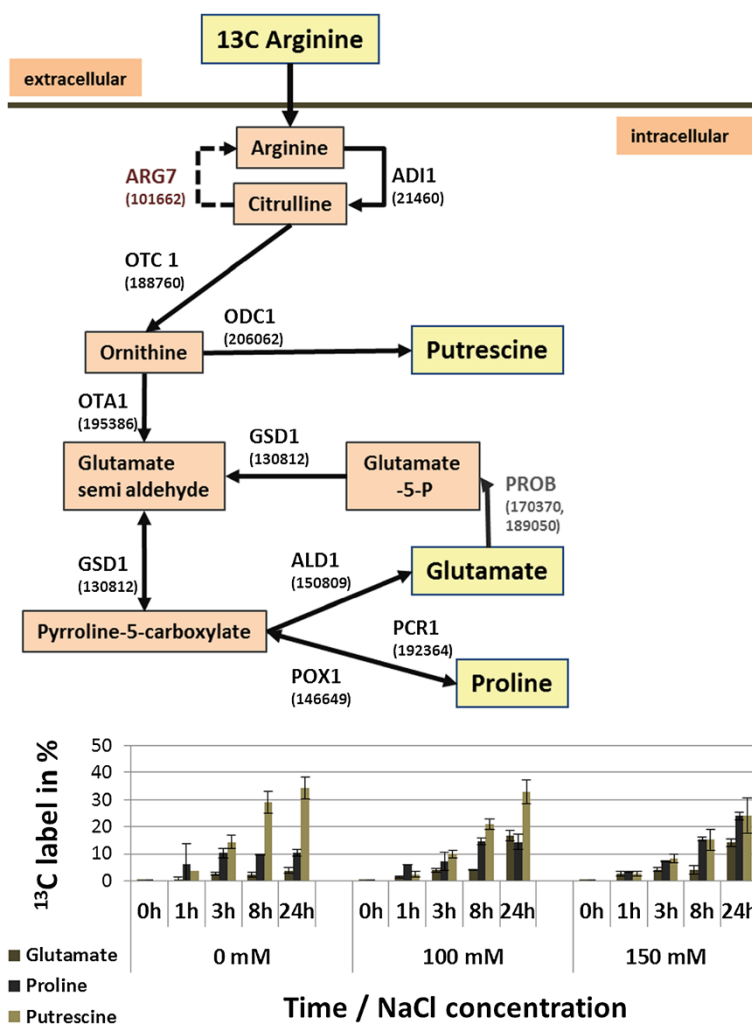 13C Arginine
extracellular
intracellular
Arginine
ARG7
(101662)
ADI1
(21460)
Citrulline
OTC 1
(188760)
ODC1
(206062)
Ornithine
Putrescine
OTA1
(195386)
GSD1
(130812)
Glutamate
semi aldehyde
Glutamate
-5-P
PROB
(170370,
189050)
GSD1
(130812)
ALD1
(150809)
Glutamate
Pyrroline-5-carboxylate
PCR1
(192364)
POX1
(146649)
Proline
13C label in %
50
40
30
20
10
0
0h 1h 3h 8h 24h 0h 1h 3h 8h 24h 0h 1h 3h 8h 24h
0 mM 100 mM 150 mM
Glutamate
Proline
Putrescine
Time / NaCl concentration